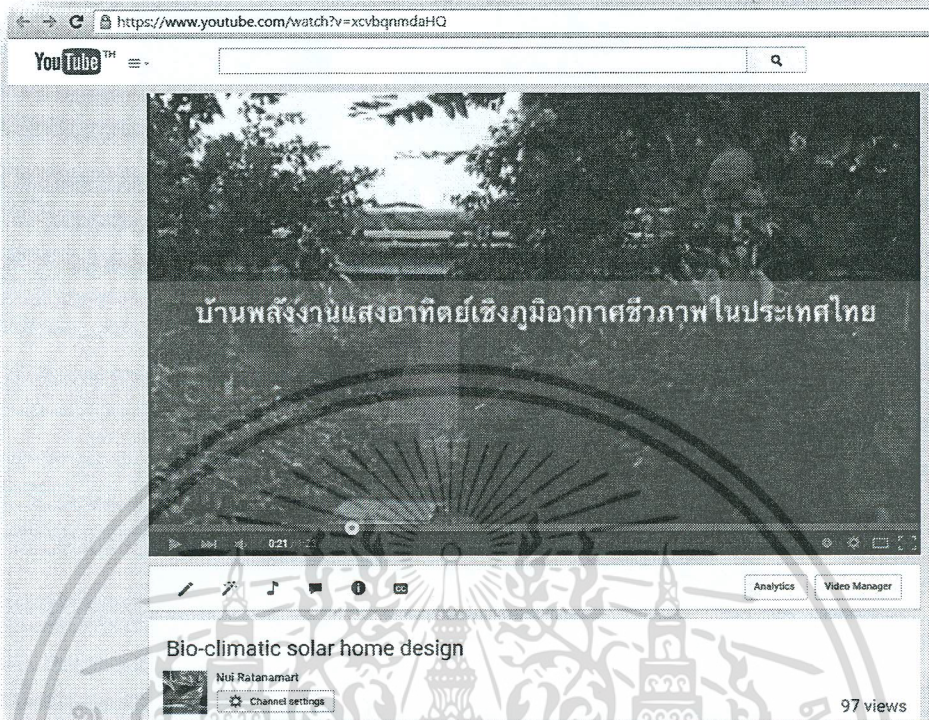 https://www.youtube.com/watch?v=xcvbqnmdaHQ
YouTube TH
บ้านพลังงานแสงอาทิตย์เชิงภูมิอากาศชีวภาพในประเทศไทย
0:21
CC
Analytics
Video Manager
Bio-climatic solar home design
Nui Ratanamart
Channel settings
97 views